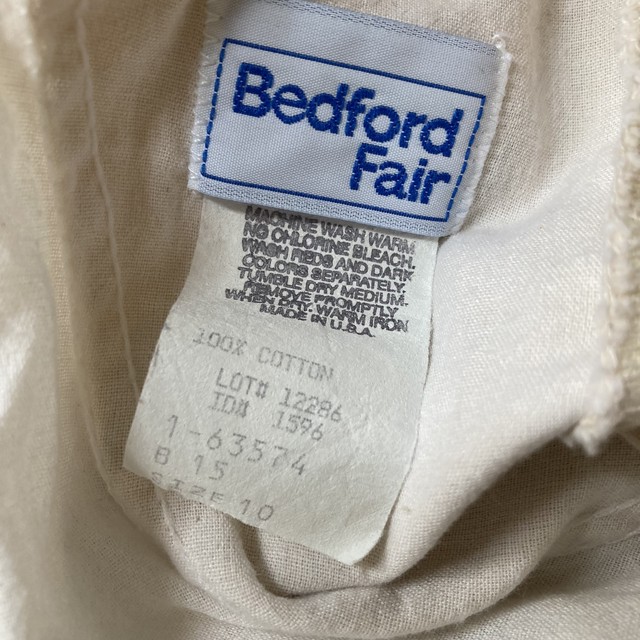 Bedford
Fair
MACHINE WASH WARM
NO CHLORINE BLEACH.
WASH REDS AND DARK
COLORS SEPARATELY.
TUMBLE DRY MEDIUM.
REMOVE PROMPTLY
WHEN DRY. WARM IRON
MADE IN U.S.A.
100% COTTON
LOT# 12286
ID# 1596
1-63574
B 15
SIZE 10